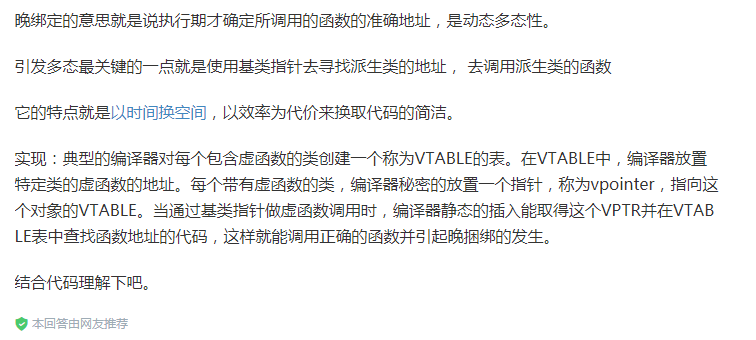 晚绑定的意思就是说执行期才确定所调用的函数的准确地址，是动态多态性。
引发多态最关键的一点就是使用基类指针去寻找派生类的地址， 去调用派生类的函数
它的特点就是以时间换空间，以效率为代价来换取代码的简洁。
实现：典型的编译器对每个包含虚函数的类创建一个称为VTABLE的表。在VTABLE中，编译器放置
特定类的虚函数的地址。每个带有虚函数的类，编译器秘密的放置一个指针，称为vpointer，指向这
个对象的VTABLE。当通过基类指针做虚函数调用时，编译器静态的插入能取得这个VPTR并在VTAB
LE表中查找函数地址的代码，这样就能调用正确的函数并引起晚捆绑的发生。
结合代码理解下吧。
本回答由网友推荐